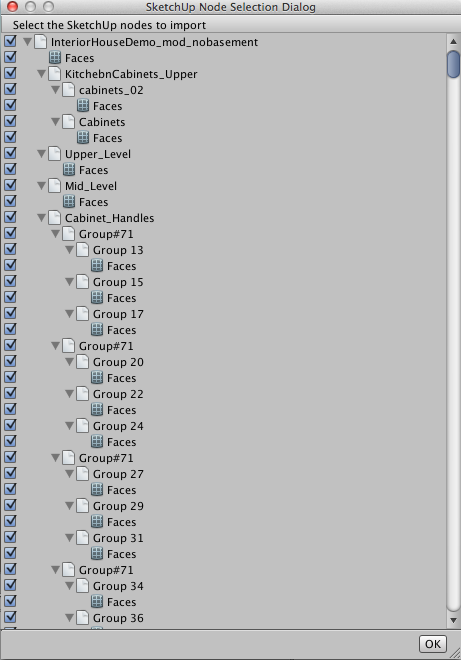 SketchUp Node Selection Dialog
Select the SketchUp nodes to import
InteriorHouseDemo_mod_nobasement
Faces
KitchebnCabinets_Upper
cabinets_02
Faces
Cabinets
Faces
Upper_Level
Faces
Mid_Level
Faces
Cabinet_Handles
Group#71
Group 13
Faces
Group 15
Faces
Group 17
Faces
Group#71
Group 20
Faces
Group 22
Faces
Group 24
Faces
Group#71
Group 27
Faces
Group 29
Faces
Group 31
Faces
Group#71
Group 34
Faces
Group 36
OK